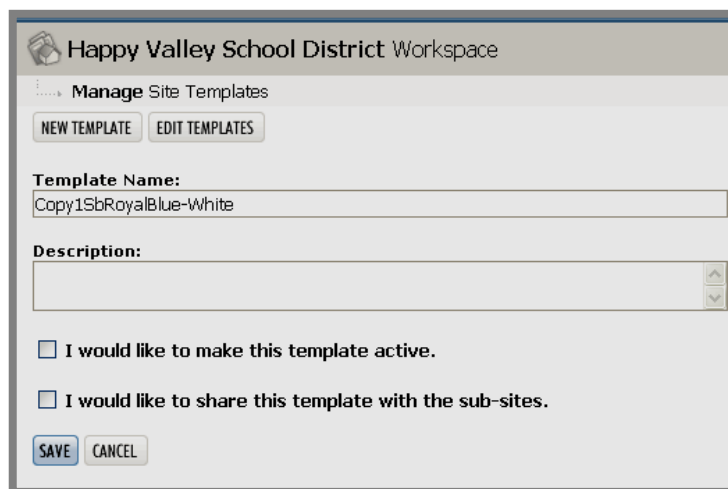 Happy Valley School District Workspace
Manage Site Templates
NEW TEMPLATE EDIT TEMPLATES
Template Name:
Copy1SbRoyalBlue-White
Description:
I would like to make this template active.
I would like to share this template with the sub-sites.
SAVE CANCEL